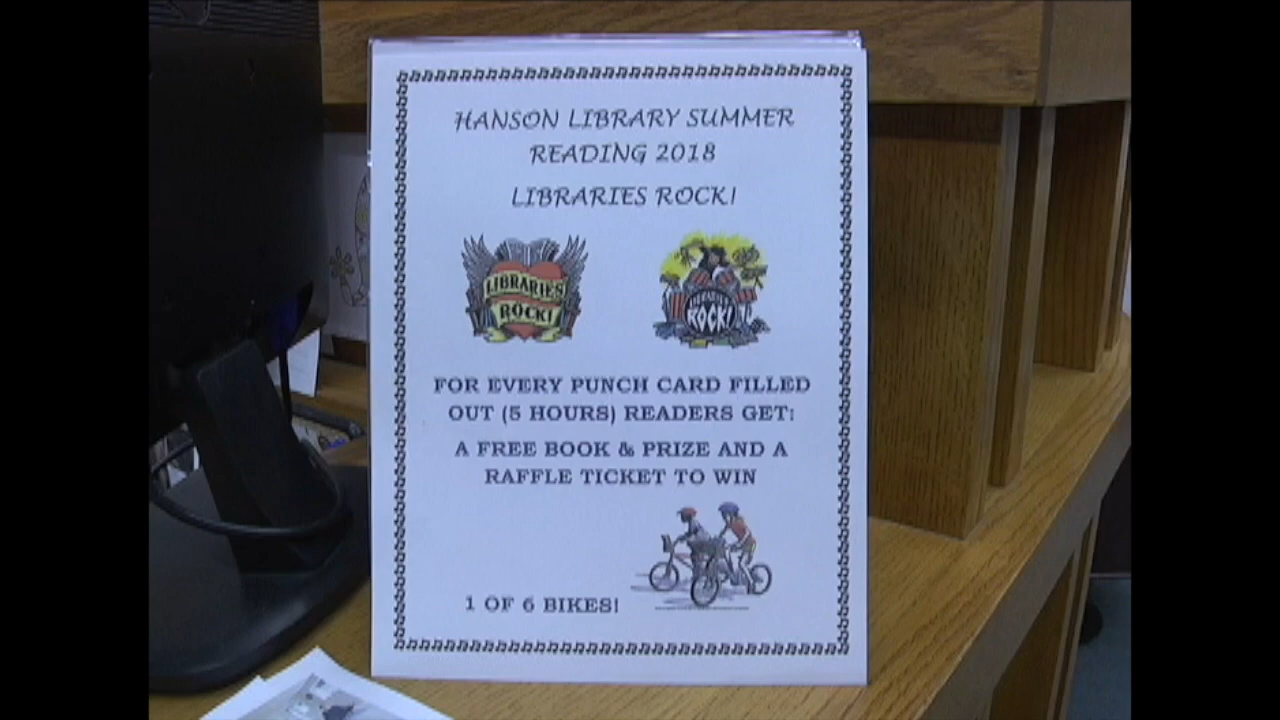 HANSON LIBRARY SUMMER
READING 2018
LIBRARIES ROCK!
LIBRARIES
ROCK!
LIBRARIES
ROCK!
FOR EVERY PUNCH CARD FILLED
OUT (5 HOURS) READERS GET:
A FREE BOOK & PRIZE AND A
RAFFLE TICKET TO WIN
1 OF 6 BIKES!